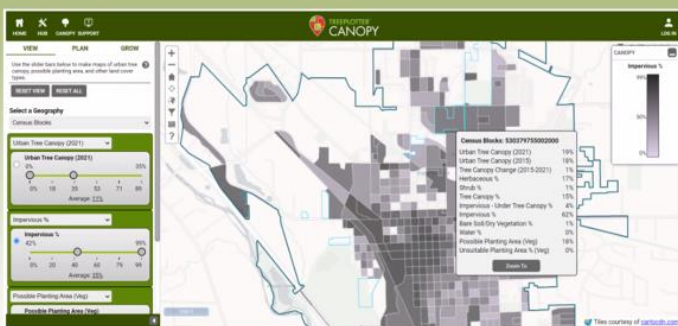 HOME HUB CANOPY SUPPORT
TREEPLOTTER
CANOPY
LOG IN
VIEW PLAN GROW
Use the slider bars below to make maps of urban tree
canopy, possible planting area, and other land cover
types.
RESET VIEW RESET ALL
Select a Geography
Census Blocks
Urban Tree Canopy (2021)
Urban Tree Canopy (2021)
0% 35%
0% 18 35 53 71 89
Average: 17%
Impervious %
Impervious %
42% 99%
0% 20 40 60 79 99
Average: 35%
Possible Planting Area (Veg)
Possible Planting Area (Veg)
Census Blocks: 530379755002000
Urban Tree Canopy (2021) 19%
Urban Tree Canopy (2015) 18%
Tree Canopy Change (2015-2021) 1%
Herbaceous % 17%
Shrub % 1%
Tree Canopy % 15%
Impervious - Under Tree Canopy % 4%
Impervious % 62%
Bare Soil/Dry Vegetation % 1%
Water % 0%
Possible Planting Area (Veg) 18%
Unsuitable Planting Area % (Veg) 0%
Zoom To
CANOPY
Impervious %
99%
50%
0%
Tiles courtesy of cartocdn.com